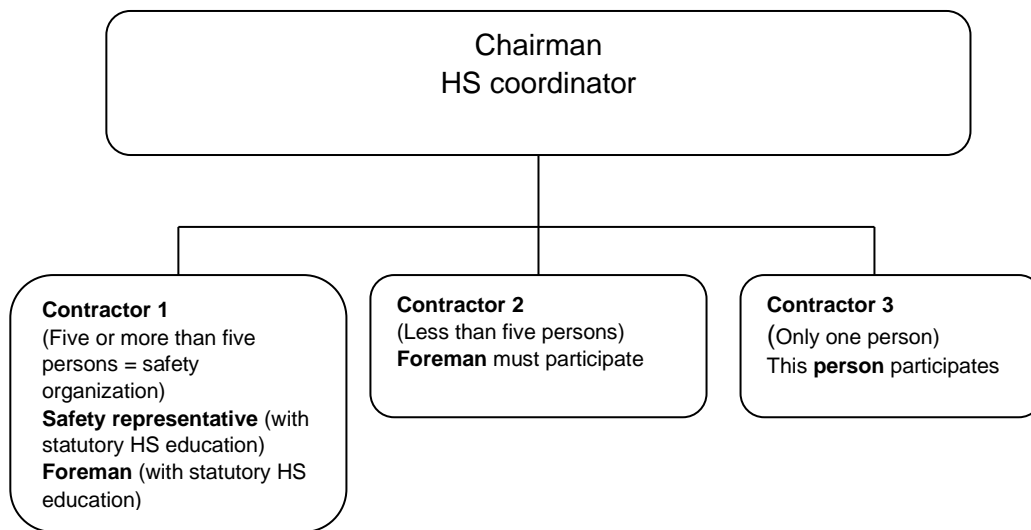 Chairman
HS coordinator
Contractor 1
(Five or more than five
persons = safety
organization)
Safety representative (with
statutory HS education)
Foreman (with statutory HS
education)
Contractor 2
(Less than five persons)
Foreman must participate
Contractor 3
(Only one person)
This person participates